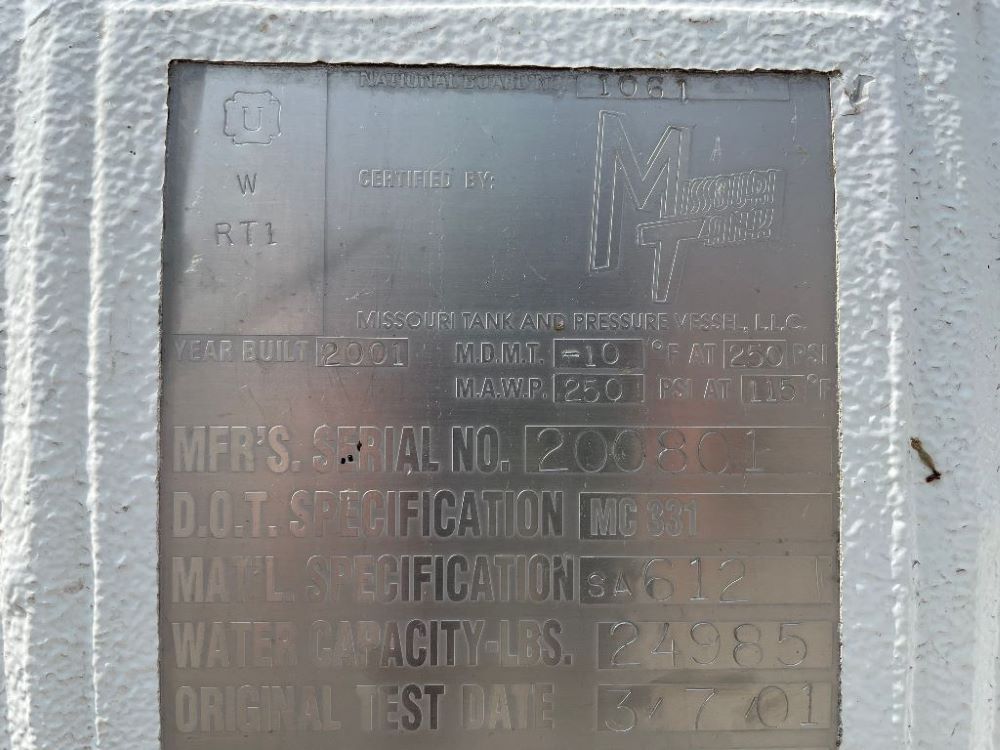 NATIONAL BOARD NO. 1061
U
W
RT1
CERTIFIED BY:
MISSOURI
TANK
MISSOURI TANK AND PRESSURE VESSEL, L.L.C.
YEAR BUILT 2001 M.D.M.T. -10 °F AT 250 PSI
M.A.W.P. 250 PSI AT 115 °F
MFR'S. SERIAL NO. 200801
D.O.T. SPECIFICATION MC 331
MAT'L. SPECIFICATION SA 612
WATER CAPACITY-LBS. 24985
ORIGINAL TEST DATE 3/7/01